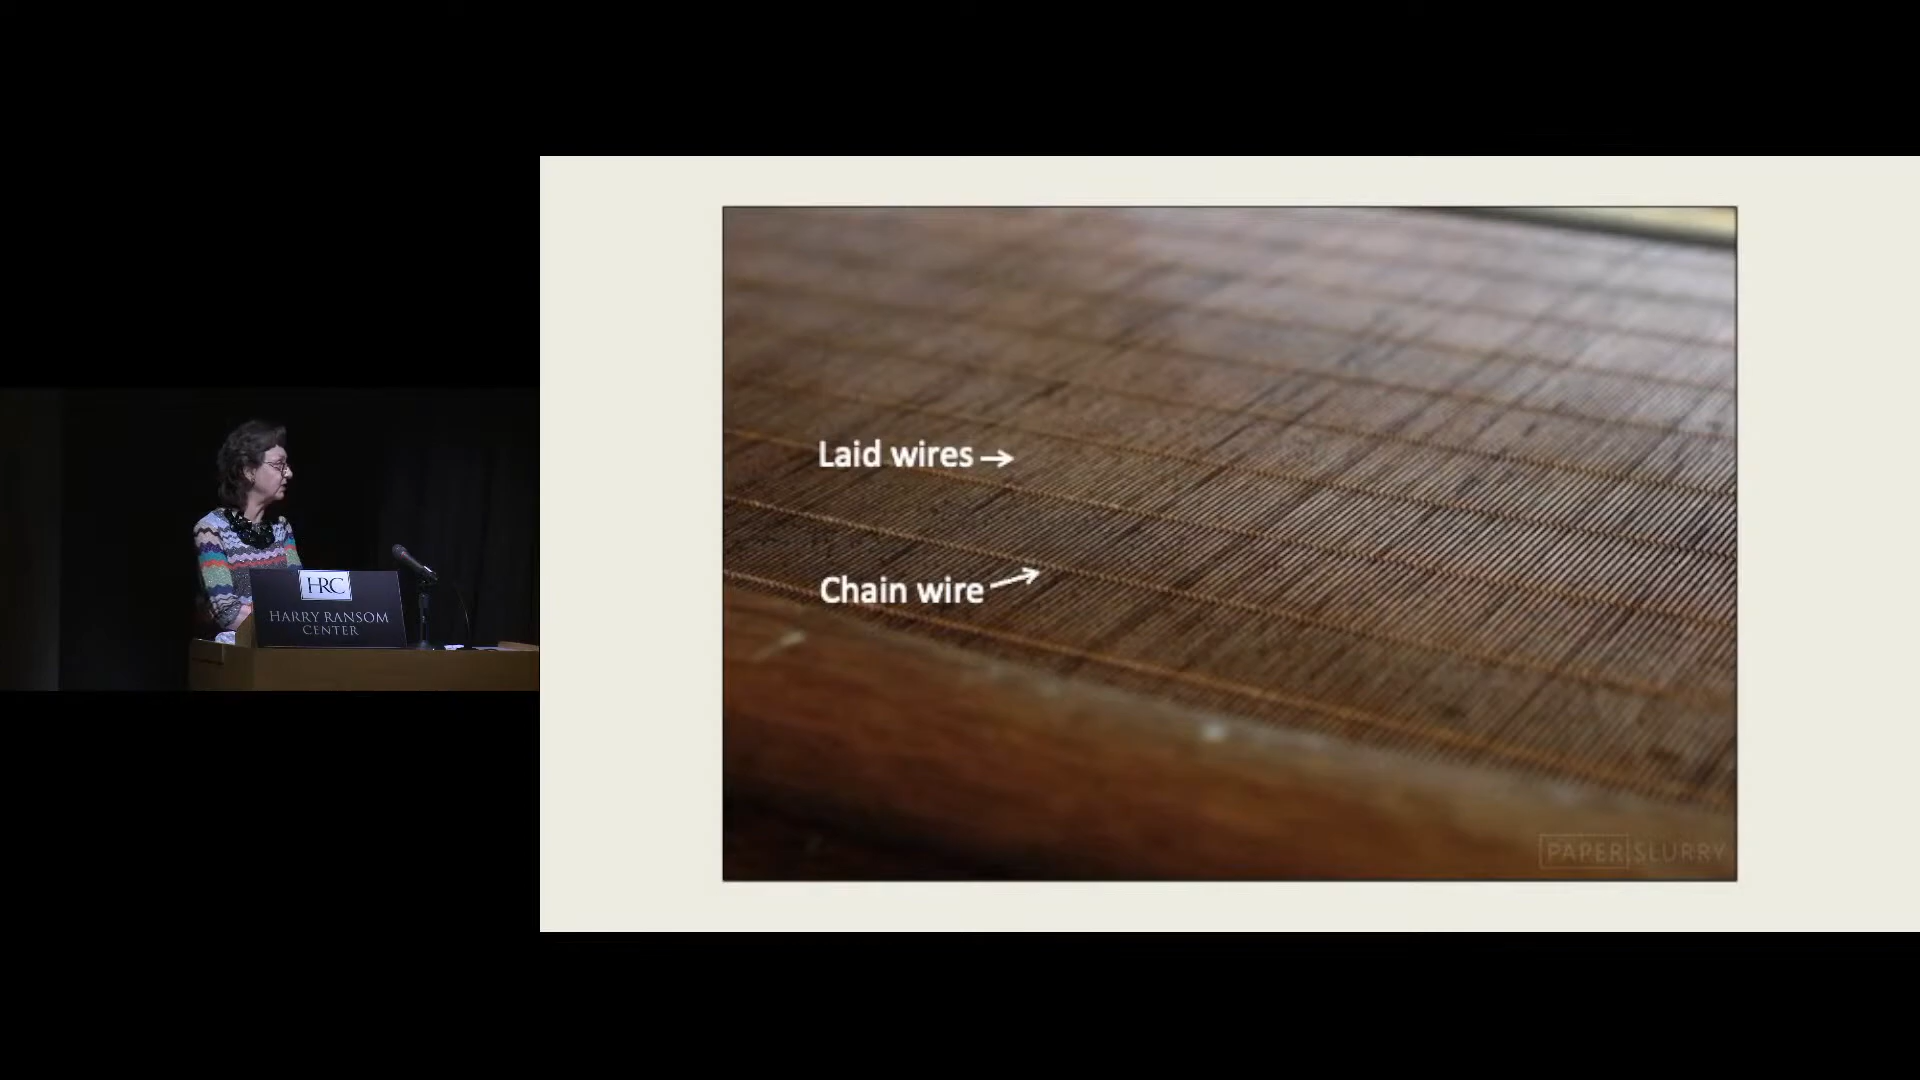 HRC
HARRY RANSOM
CENTER
Laid wires
Chain wire
PAPER SLURRY